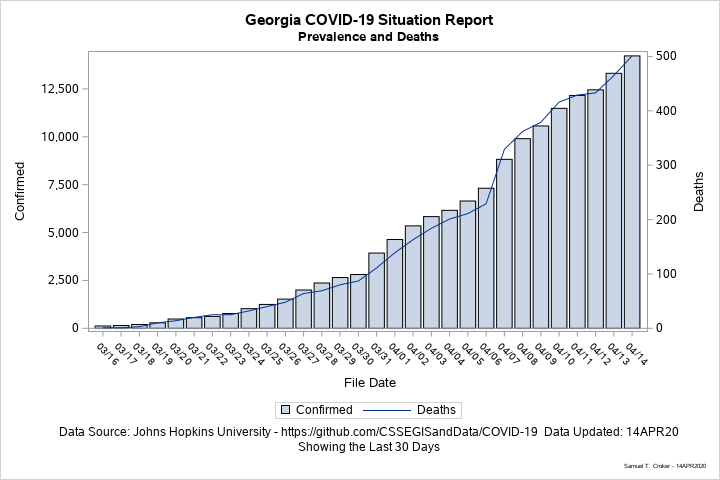 Georgia COVID-19 Situation Report
Prevalence and Deaths
Confirmed
12,500
10,000
7,500
5,000
2,500
0
500
400
300
200
100
0
Deaths
03/16 03/17 03/18 03/19 03/20 03/21 03/22 03/23 03/24 03/25 03/26 03/27 03/28 03/29 03/30 03/31 04/01 04/02 04/03 04/04 04/05 04/06 04/07 04/08 04/09 04/10 04/11 04/12 04/13 04/14
File Date
Confirmed Deaths
Data Source: Johns Hopkins University - https://github.com/CSSEGISandData/COVID-19 Data Updated: 14APR20
Showing the Last 30 Days
Samuel T. Croker - 14APR2020